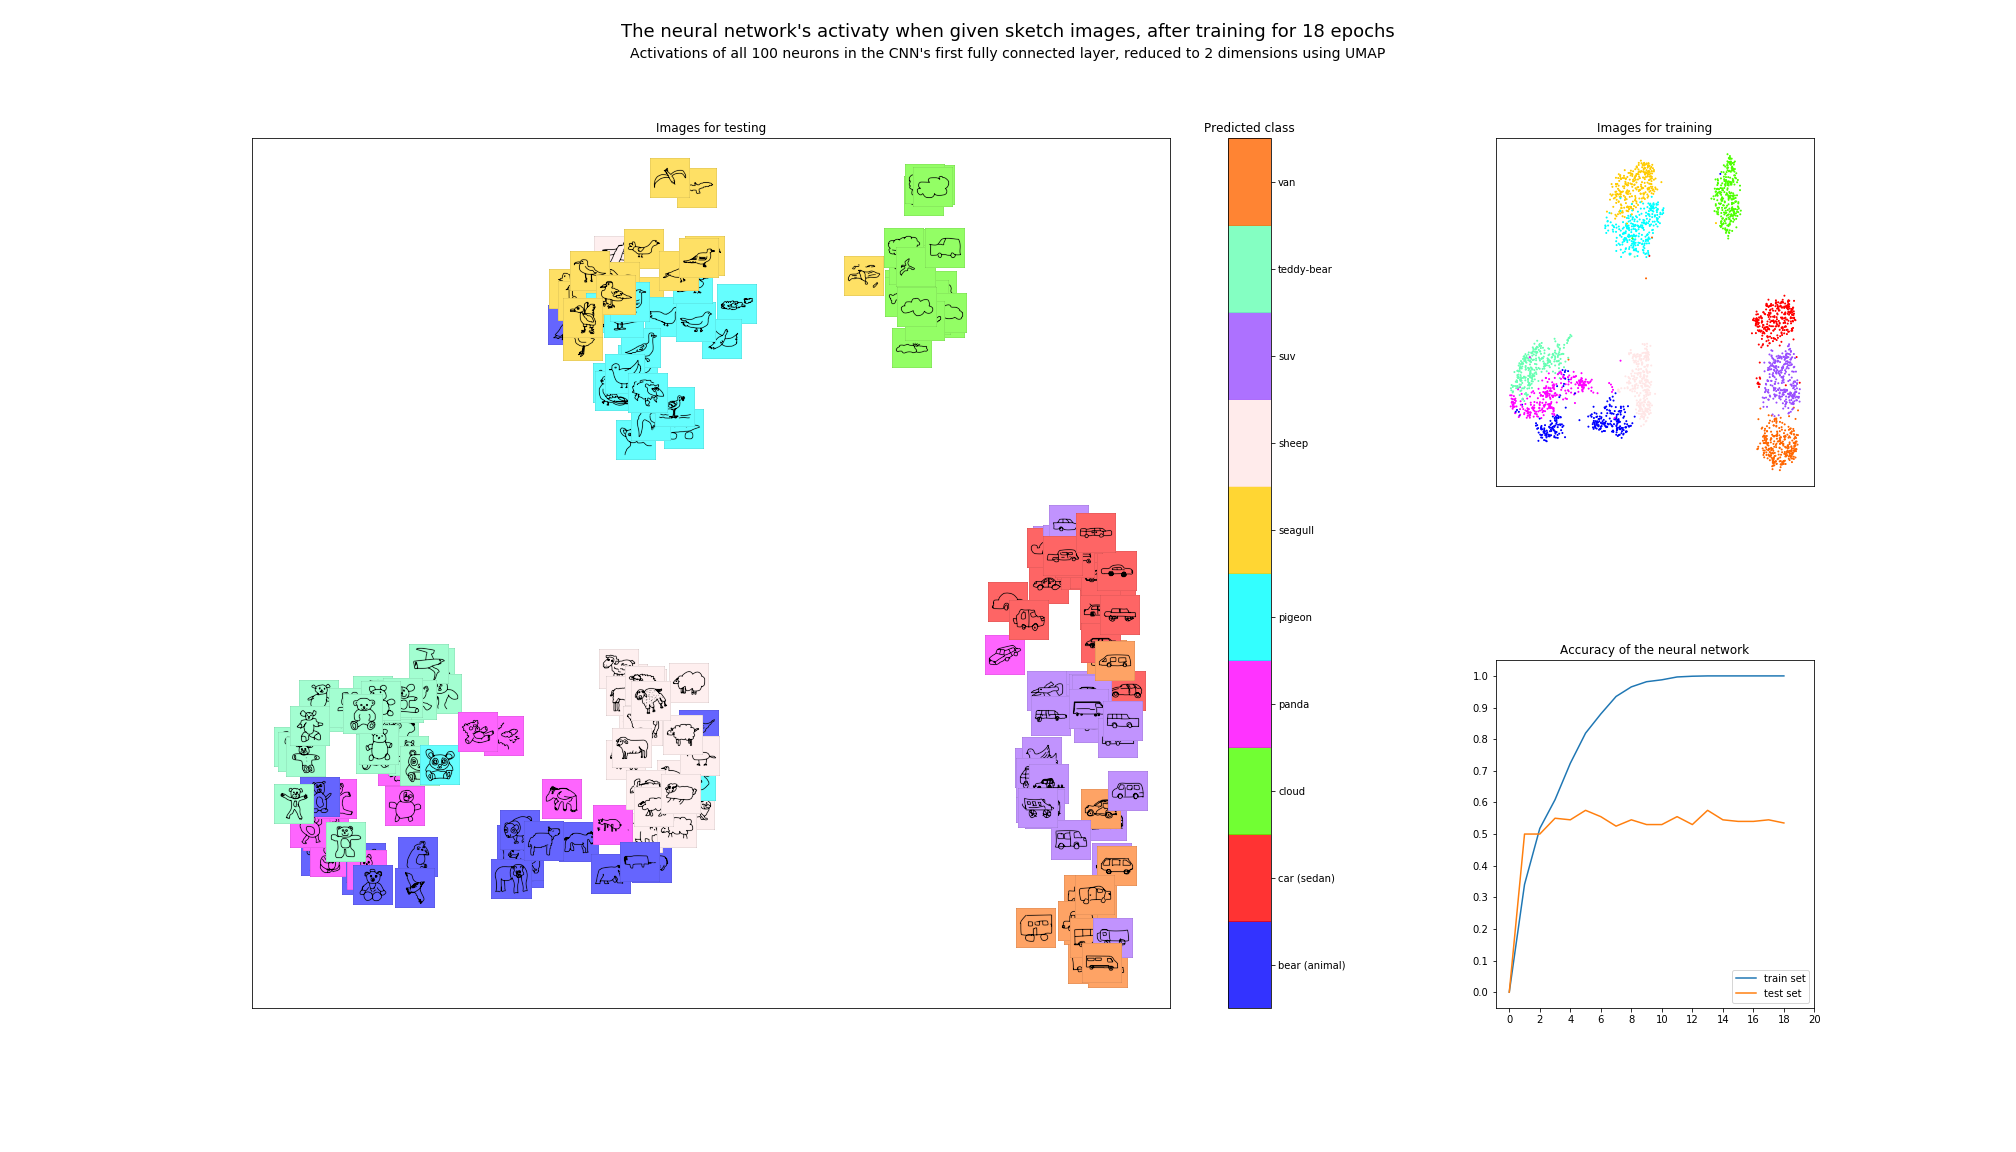 The neural network's activaty when given sketch images, after training for 18 epochs
Activations of all 100 neurons in the CNN's first fully connected layer, reduced to 2 dimensions using UMAP
Images for testing
Predicted class
van
teddy-bear
suv
sheep
seagull
pigeon
panda
cloud
car (sedan)
bear (animal)
Images for training
Accuracy of the neural network
1.0
0.9
0.8
0.7
0.6
0.5
0.4
0.3
0.2
0.1
0.0
train set
test set
0 2 4 6 8 10 12 14 16 18 20